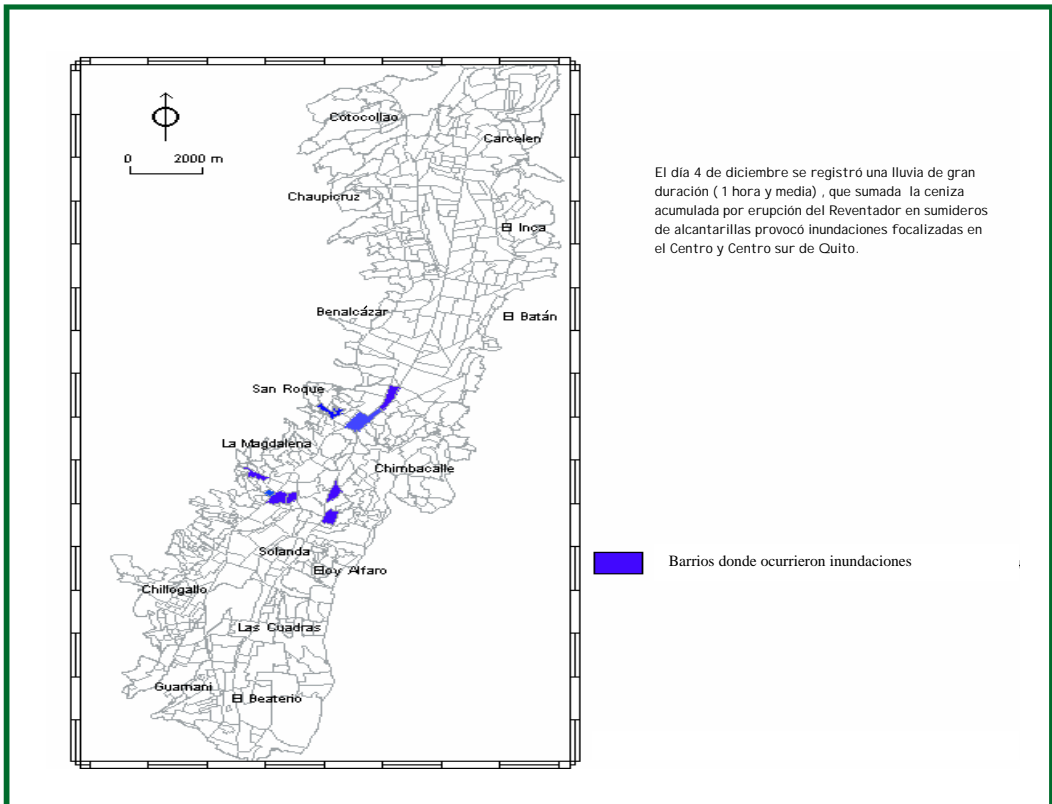 Cotocollao
Carcelen
0 2000 m
Chaupicruz
El Inca
Benalcázar
El Batán
San Roque
La Magdalena
Chimbacalle
Solanda
Eloy Alfaro
Chillogallo
Las Cuadras
Guamani
El Beaterio
El día 4 de diciembre se registró una lluvia de gran
duración ( 1 hora y media) , que sumada la ceniza
acumulada por erupción del Reventador en sumideros
de alcantarillas provocó inundaciones focalizadas en
el Centro y Centro sur de Quito.
Barrios donde ocurrieron inundaciones